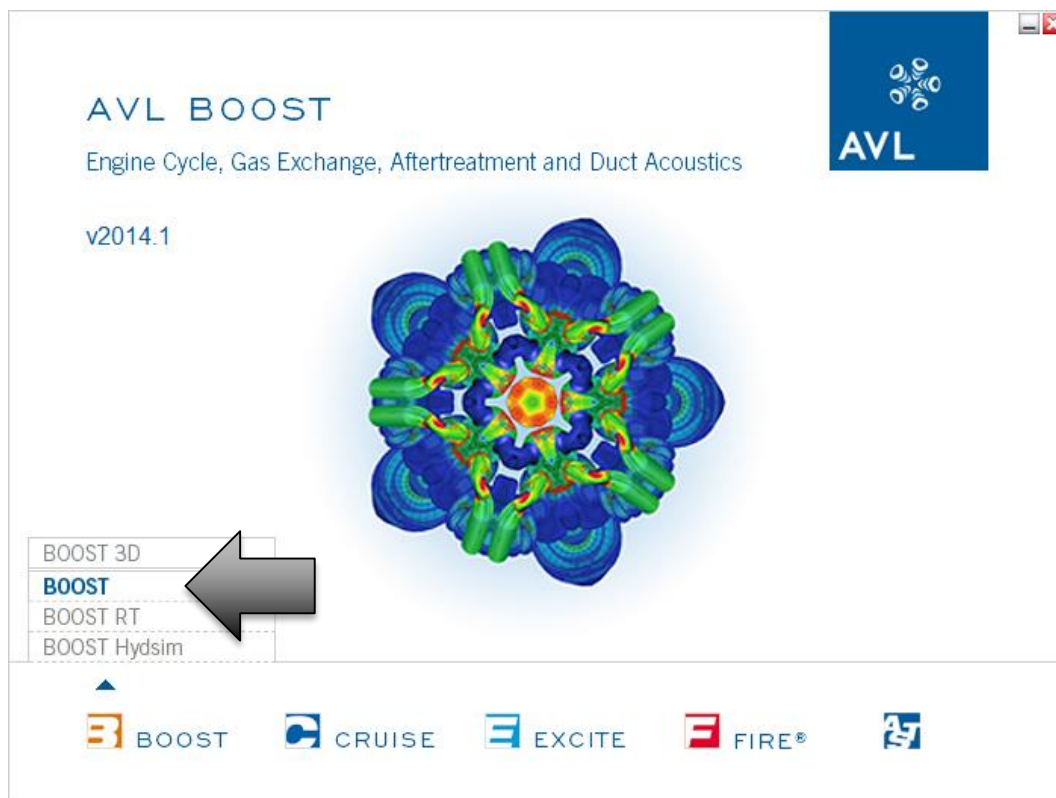 AVL BOOST
AVL
Engine Cycle, Gas Exchange, Aftertreatment and Duct Acoustics
v2014.1
BOOST 3D
BOOST
BOOST RT
BOOST Hydsim
B BOOST
C CRUISE
E EXCITE
F FIRE®
AST